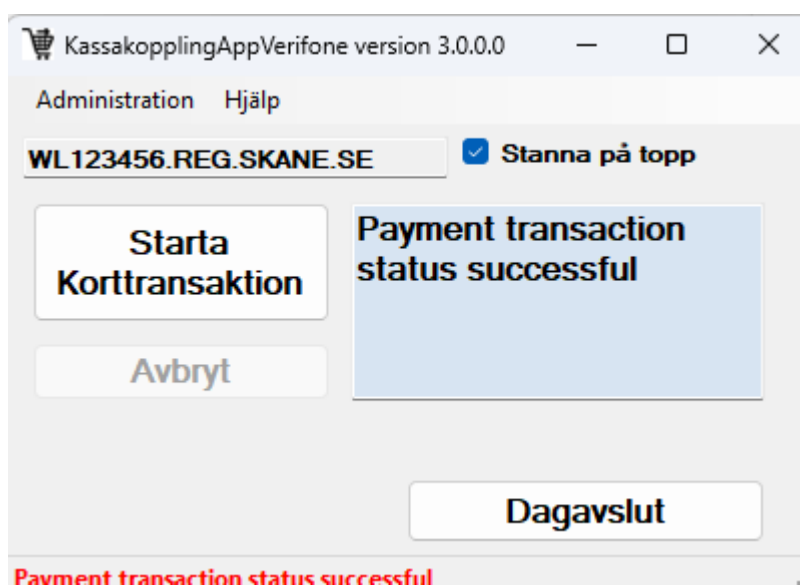 KassakopplingAppVerifone version 3.0.0.0
Administration Hjälp
WL123456.REG.SKANE.SE
Stanna på topp
Starta
Korttransaktion
Payment transaction
status successful
Avbryt
Dagavslut
Payment transaction status successful